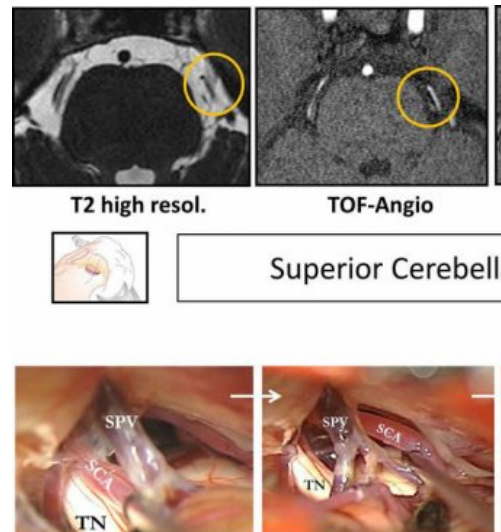 T2 high resol.
TOF-Angio
Superior Cerebell
SPV
SCA
TN
SPV
SCA
TN